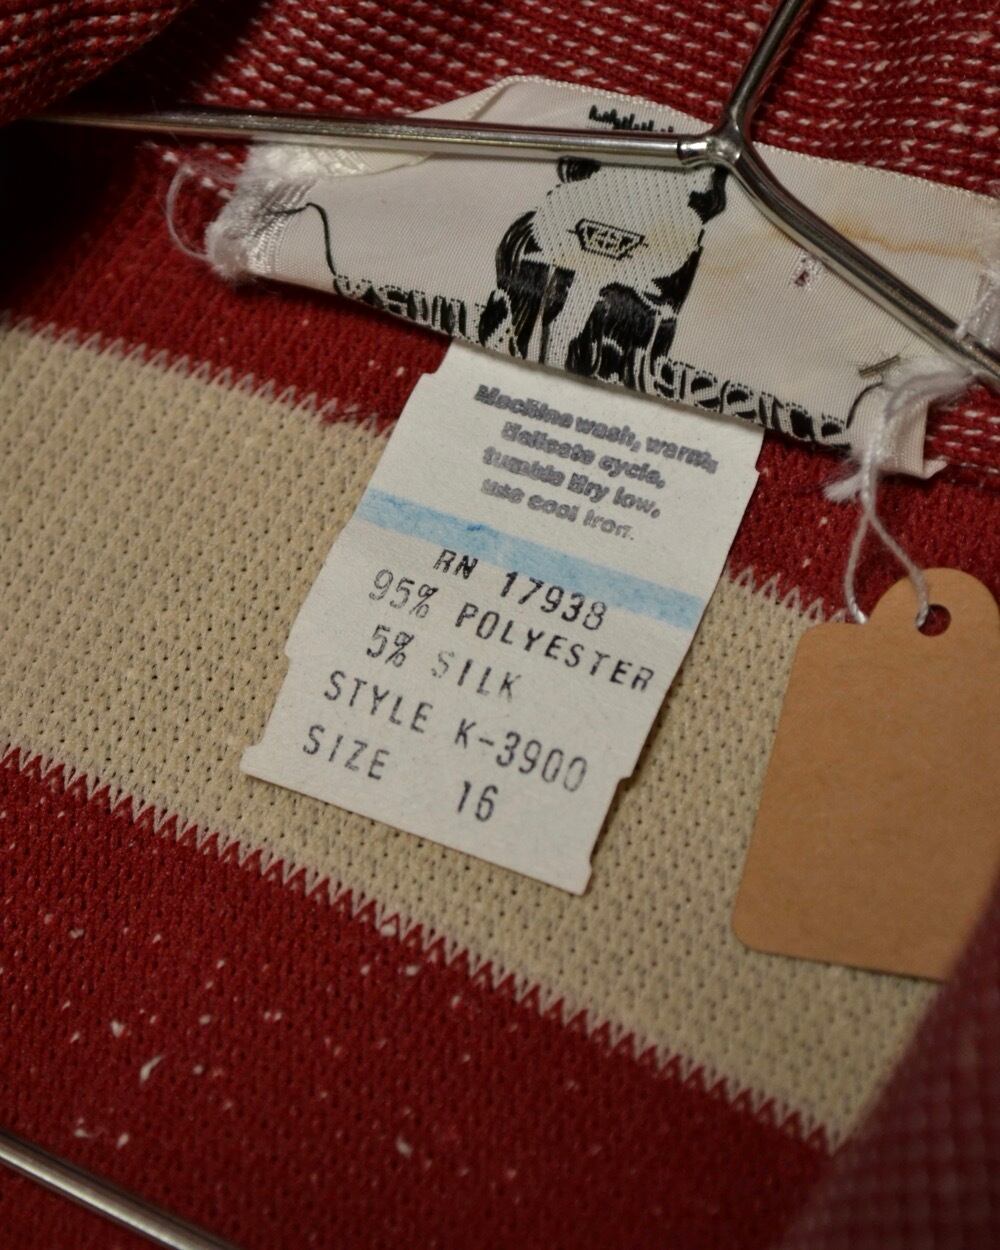 Machine wash, warm,
delicate cycle,
tumble dry low,
use cool iron.
RN 17938
95% POLYESTER
5% SILK
STYLE K-3900
SIZE 16